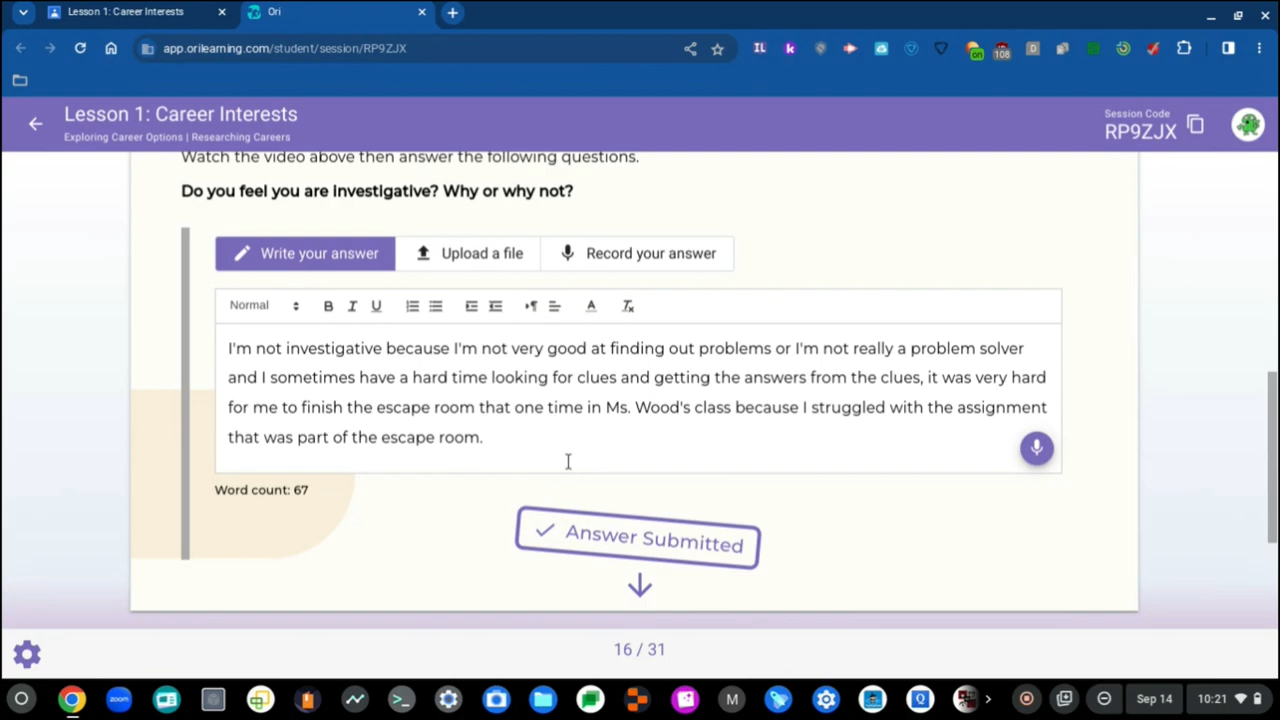 Lesson 1: Career Interests
Ori
app.orilearning.com/student/session/RP9ZJX
IL
k
on
108
D
Lesson 1: Career Interests
Exploring Career Options | Researching Careers
Session Code
RP9ZJX
Watch the video above then answer the following questions.
Do you feel you are investigative? Why or why not?
Write your answer
Upload a file
Record your answer
Normal
B I U
A
Tx
I'm not investigative because I'm not very good at finding out problems or I'm not really a problem solver
and I sometimes have a hard time looking for clues and getting the answers from the clues, it was very hard
for me to finish the escape room that one time in Ms. Wood's class because I struggled with the assignment
that was part of the escape room.
Word count: 67
Answer Submitted
16 / 31
zoom
M
Q
Sep 14
10:21